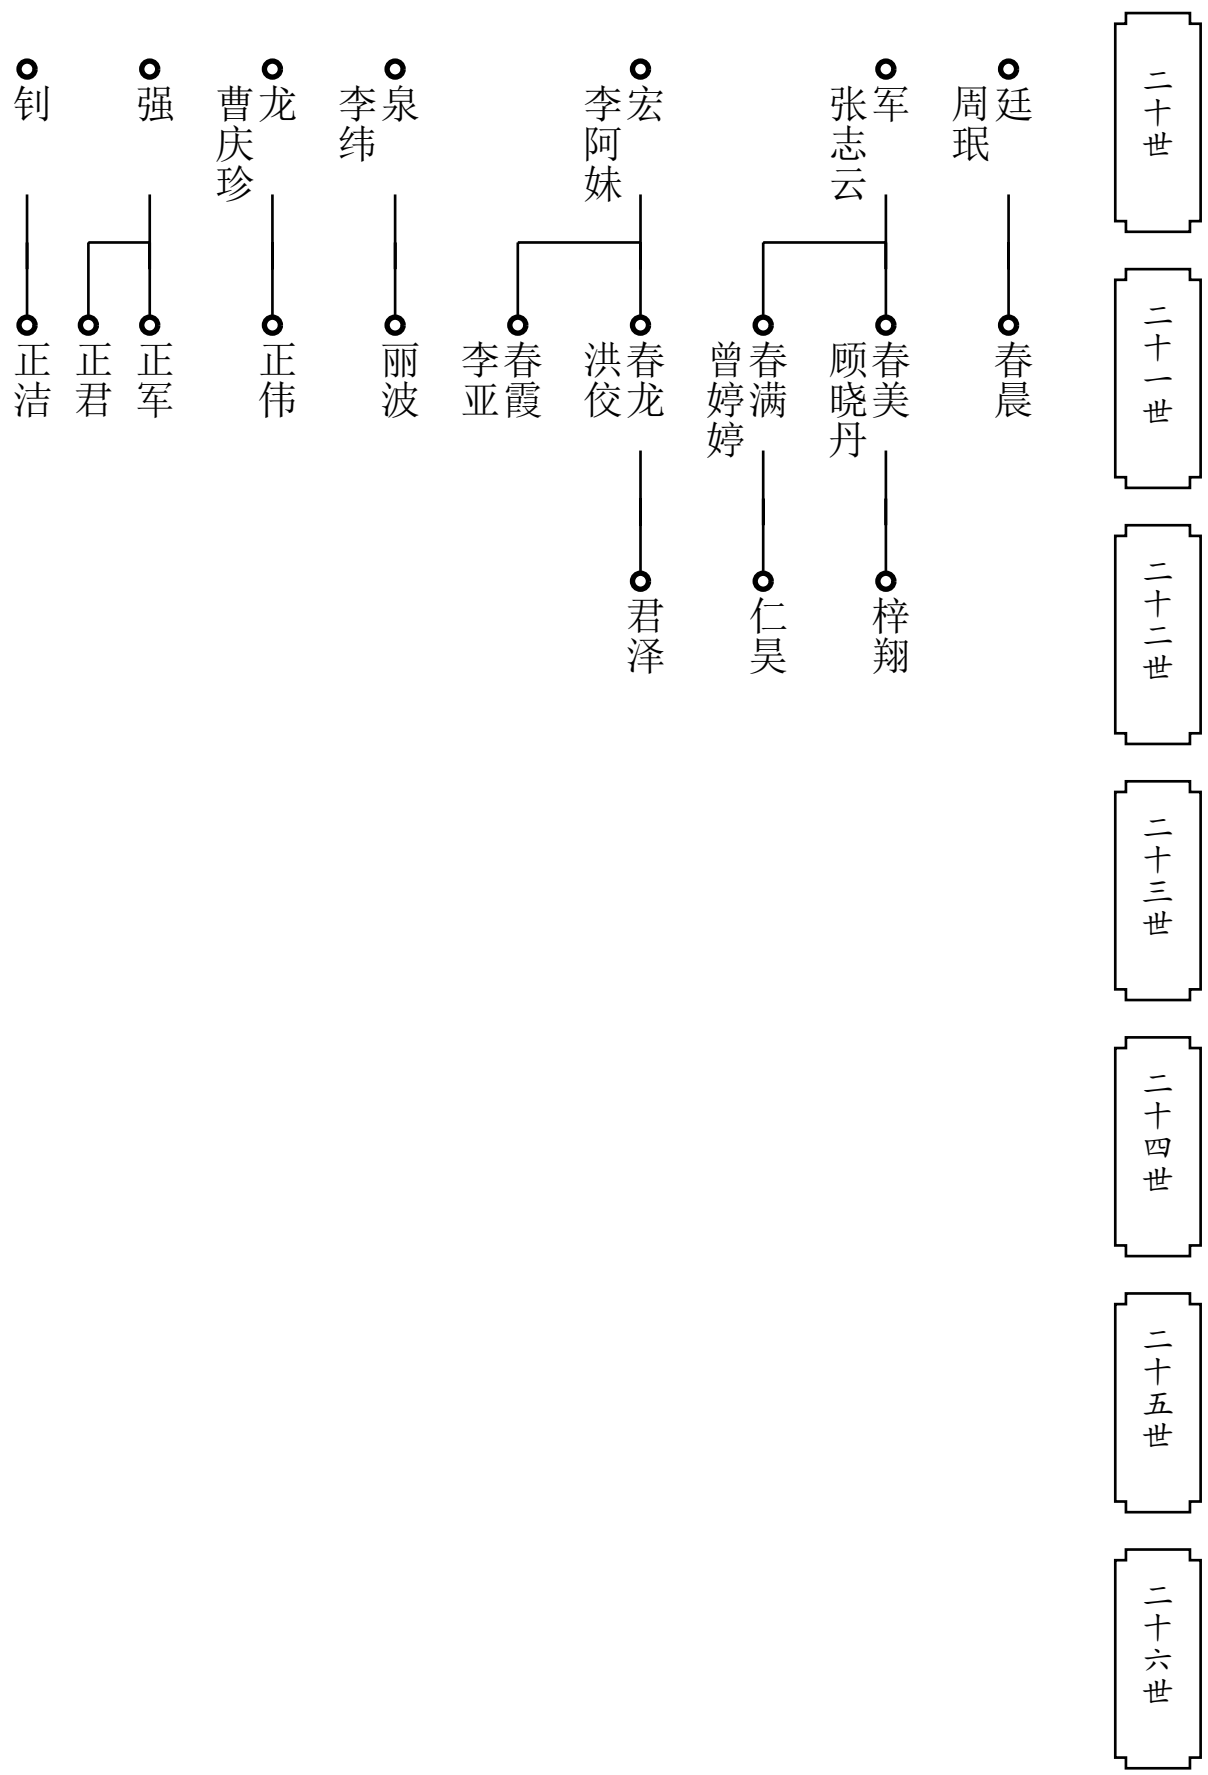 二十世
廷
周珉
军
张志云
宏
李阿妹
泉
李纬
龙
曹庆珍
强
钊
二十一世
春晨
春美
顾晓丹
春满
曾婷婷
春龙
洪佼
春霞
李亚
丽波
正伟
正军
正君
正洁
二十二世
梓翔
仁昊
君泽
二十三世
二十四世
二十五世
二十六世